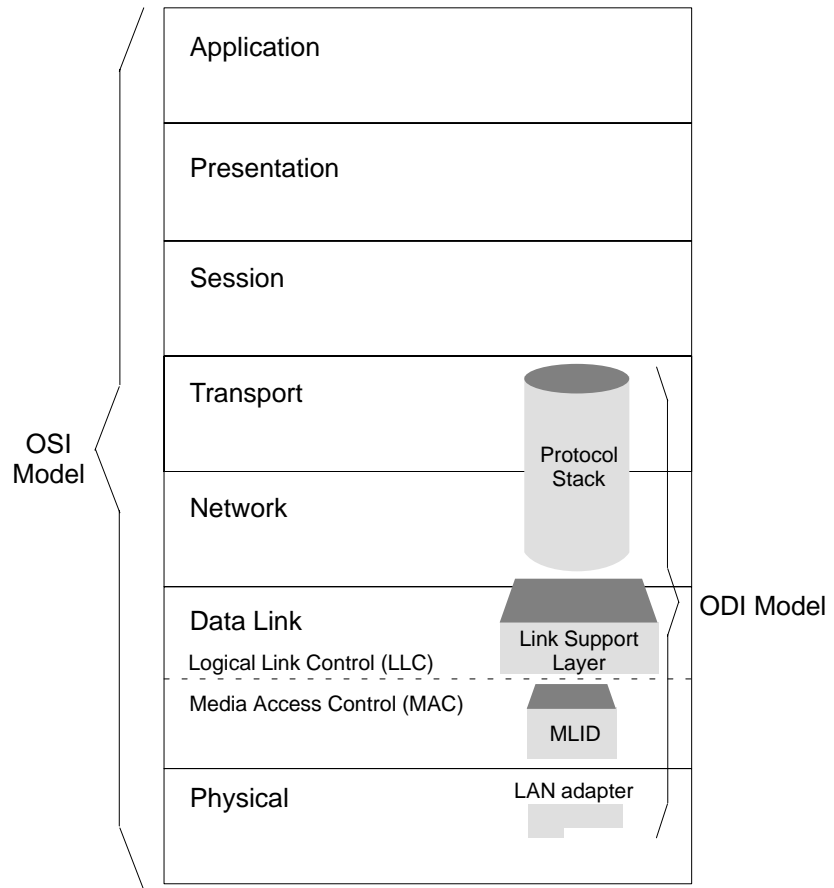 Application
Presentation
Session
Transport
OSI
Model
Protocol
Stack
Network
ODI Model
Data Link
Link Support
Layer
Logical Link Control (LLC)
Media Access Control (MAC)
MLID
Physical
LAN adapter